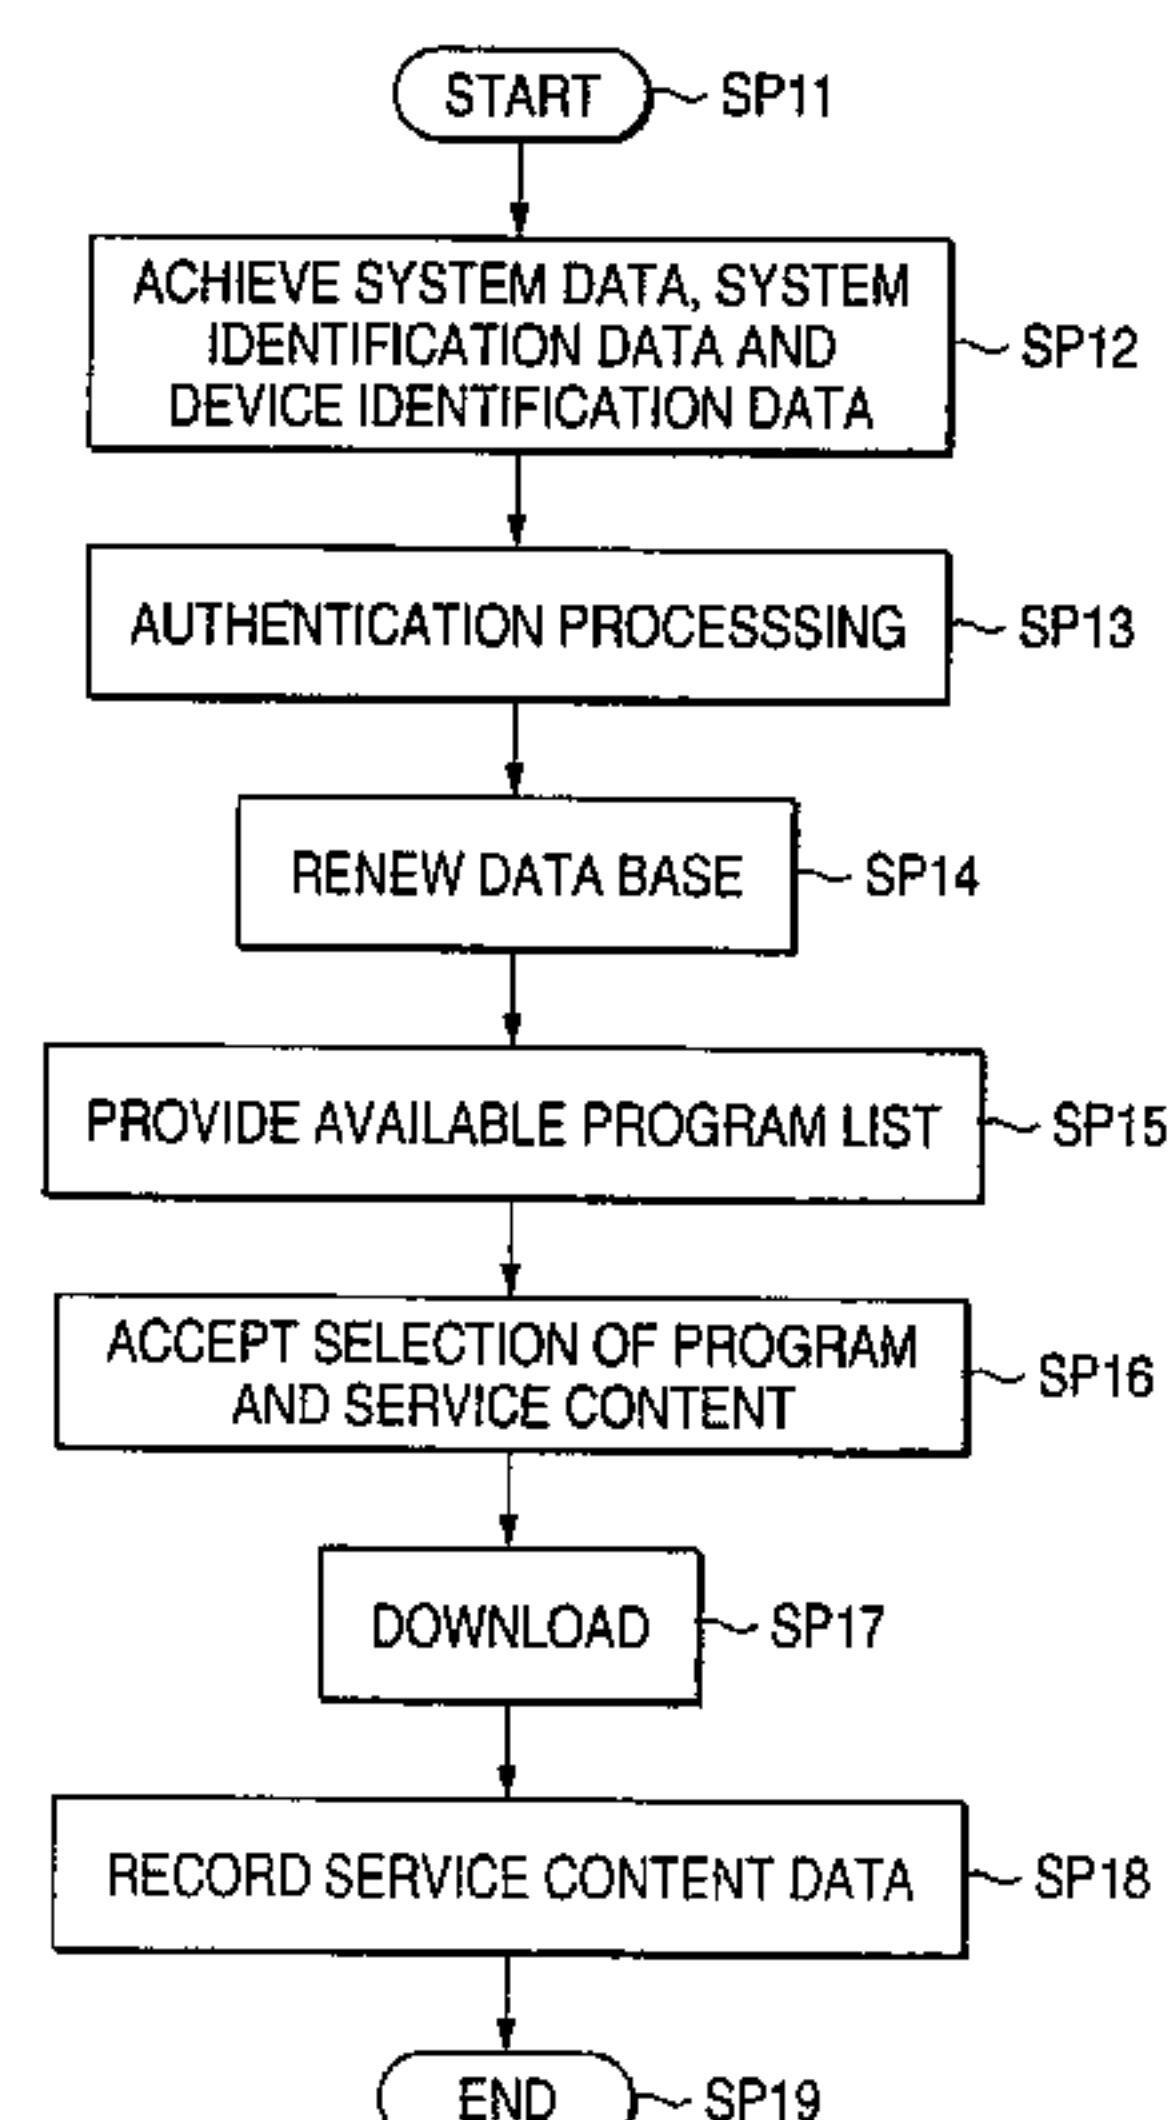 START SP11
ACHIEVE SYSTEM DATA, SYSTEM
IDENTIFICATION DATA AND
DEVICE IDENTIFICATION DATA
SP12
AUTHENTICATION PROCESSSING SP13
RENEW DATA BASE SP14
PROVIDE AVAILABLE PROGRAM LIST SP15
ACCEPT SELECTION OF PROGRAM
AND SERVICE CONTENT
SP16
DOWNLOAD SP17
RECORD SERVICE CONTENT DATA SP18
END SP19